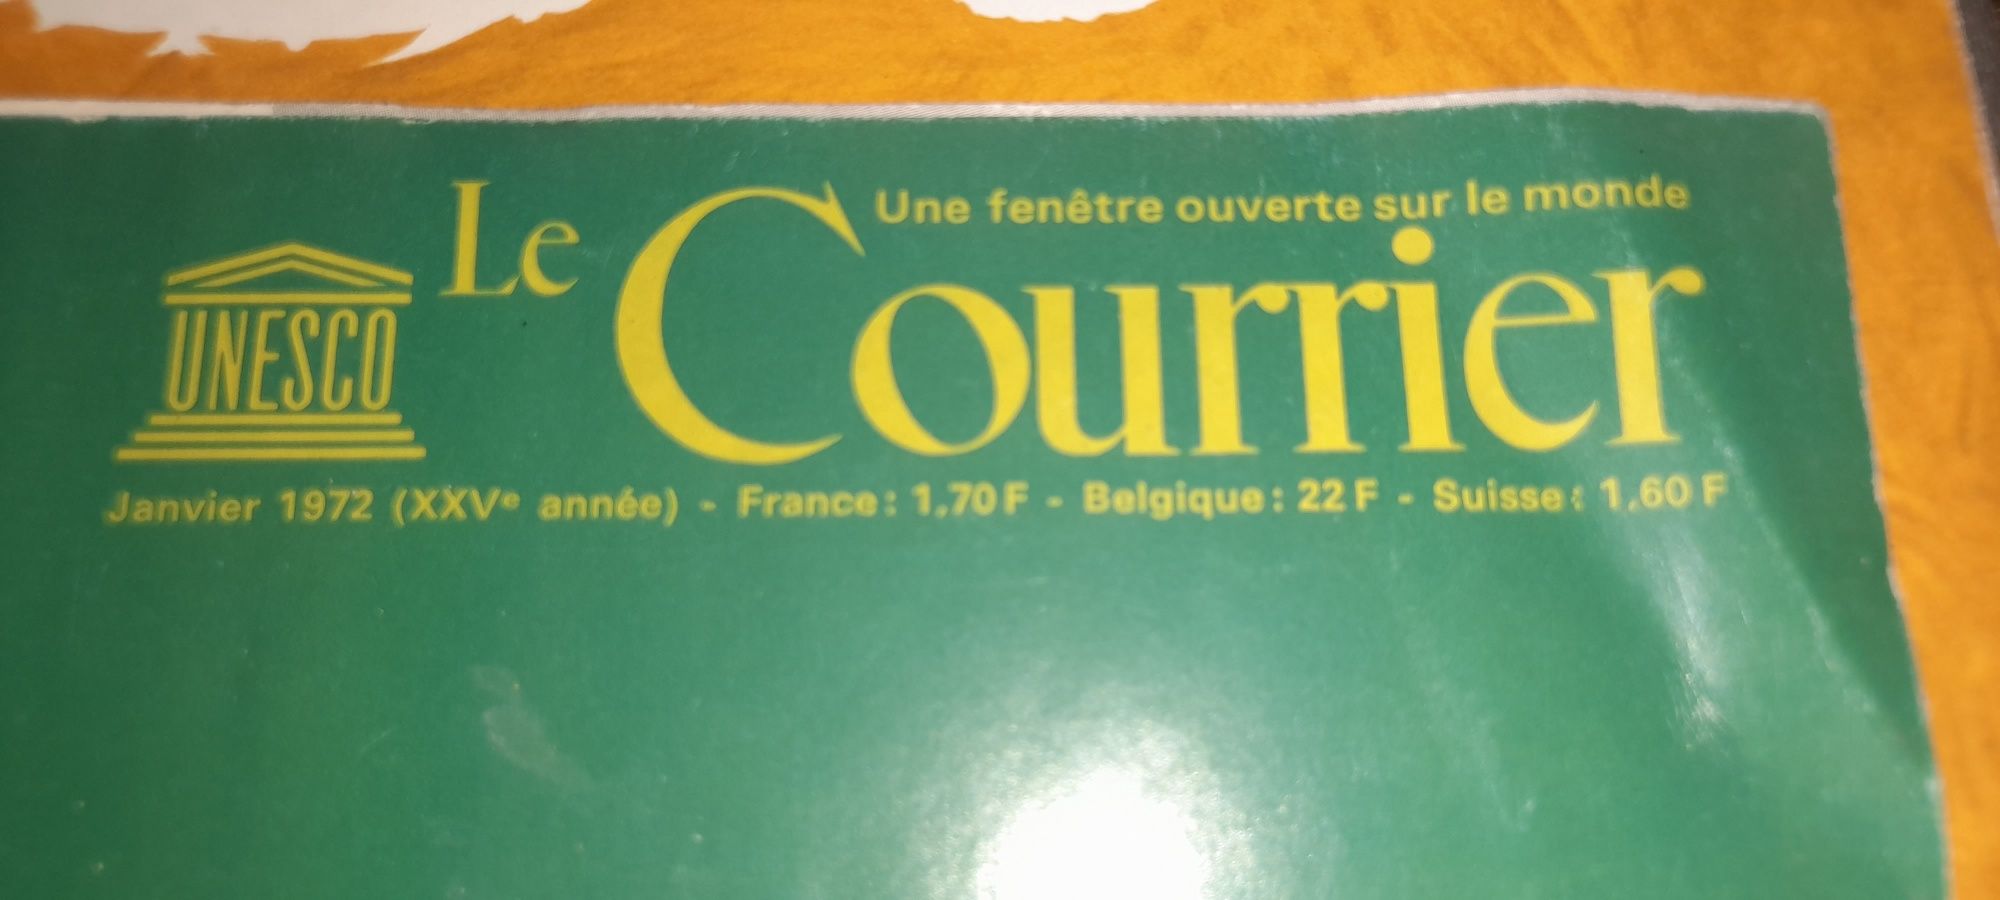 Le Courrier
Une fenêtre ouverte sur le monde
UNESCO
Janvier 1972 (XXVe année) - France: 1,70 F - Belgique: 22 F - Suisse: 1,60 F